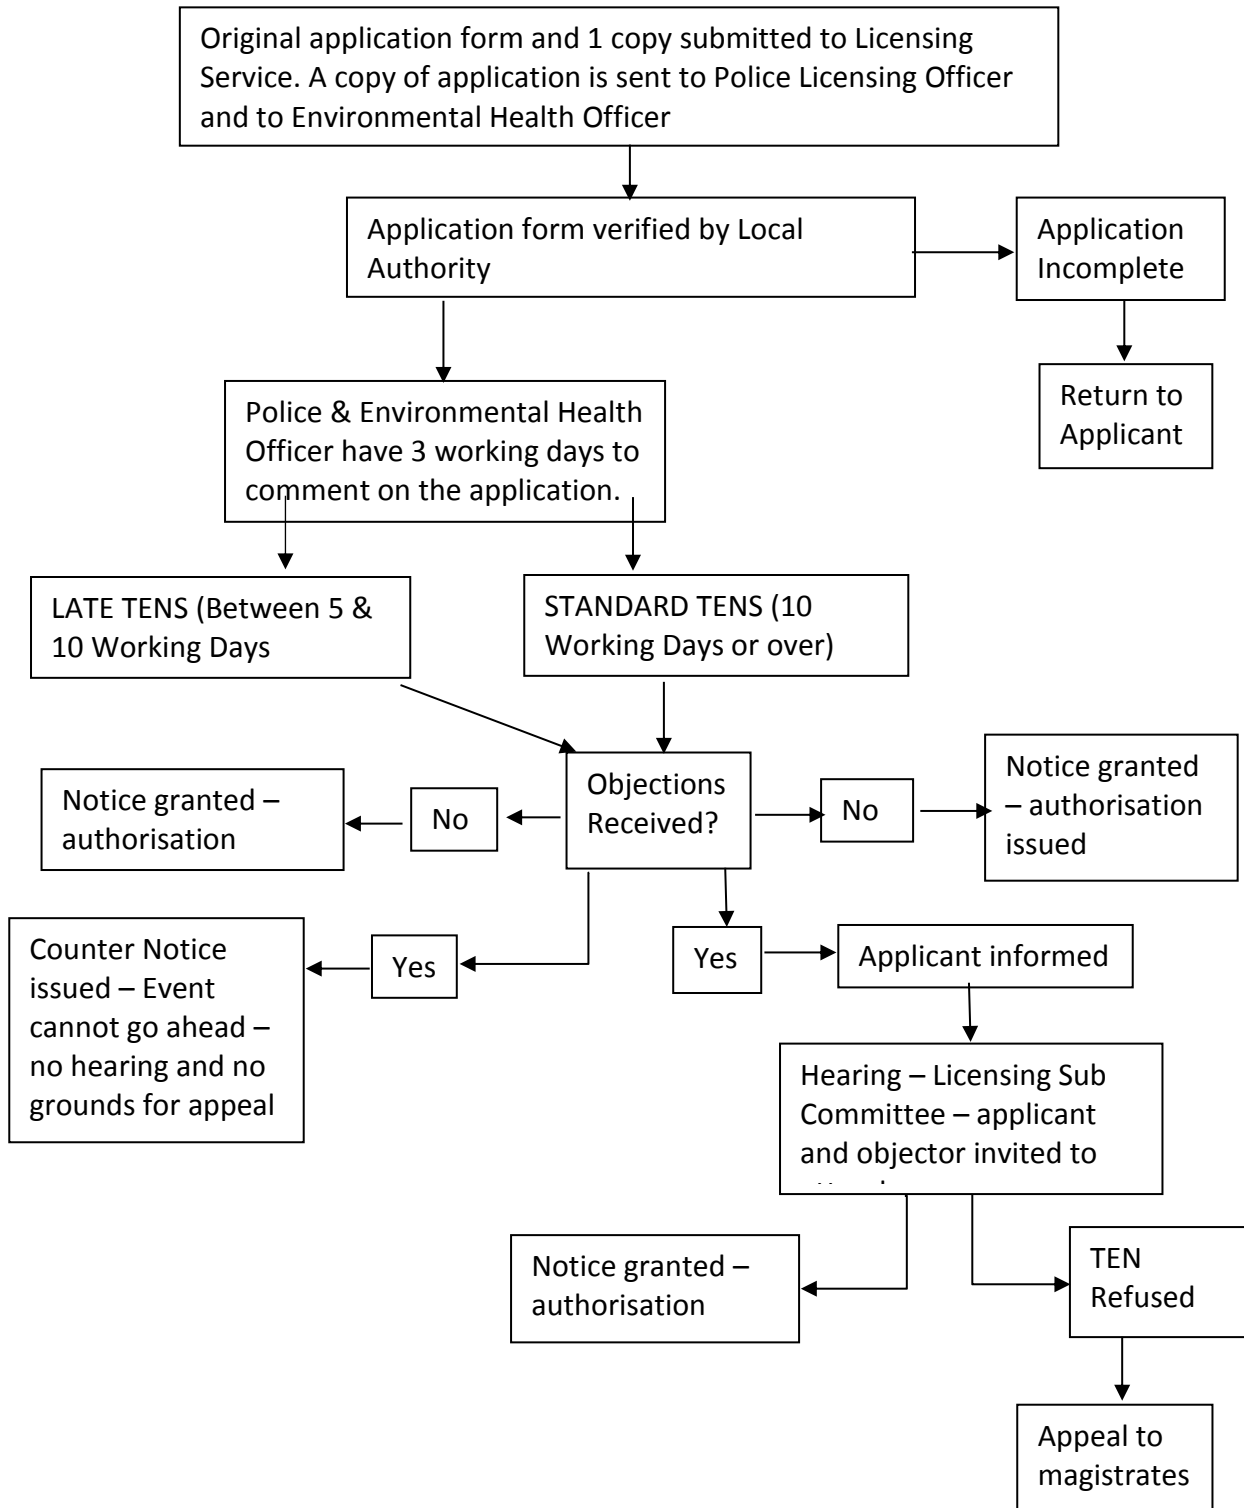 Original application form and 1 copy submitted to Licensing
Service. A copy of application is sent to Police Licensing Officer
and to Environmental Health Officer
Application form verified by Local
Authority
Application
Incomplete
Return to
Applicant
Police & Environmental Health
Officer have 3 working days to
comment on the application.
LATE TENS (Between 5 &
10 Working Days
STANDARD TENS (10
Working Days or over)
Objections
Received?
No
Notice granted –
authorisation
No
Notice granted
– authorisation
issued
Yes
Counter Notice
issued – Event
cannot go ahead –
no hearing and no
grounds for appeal
Yes
Applicant informed
Hearing – Licensing Sub
Committee – applicant
and objector invited to
Notice granted –
authorisation
TEN
Refused
Appeal to
magistrates